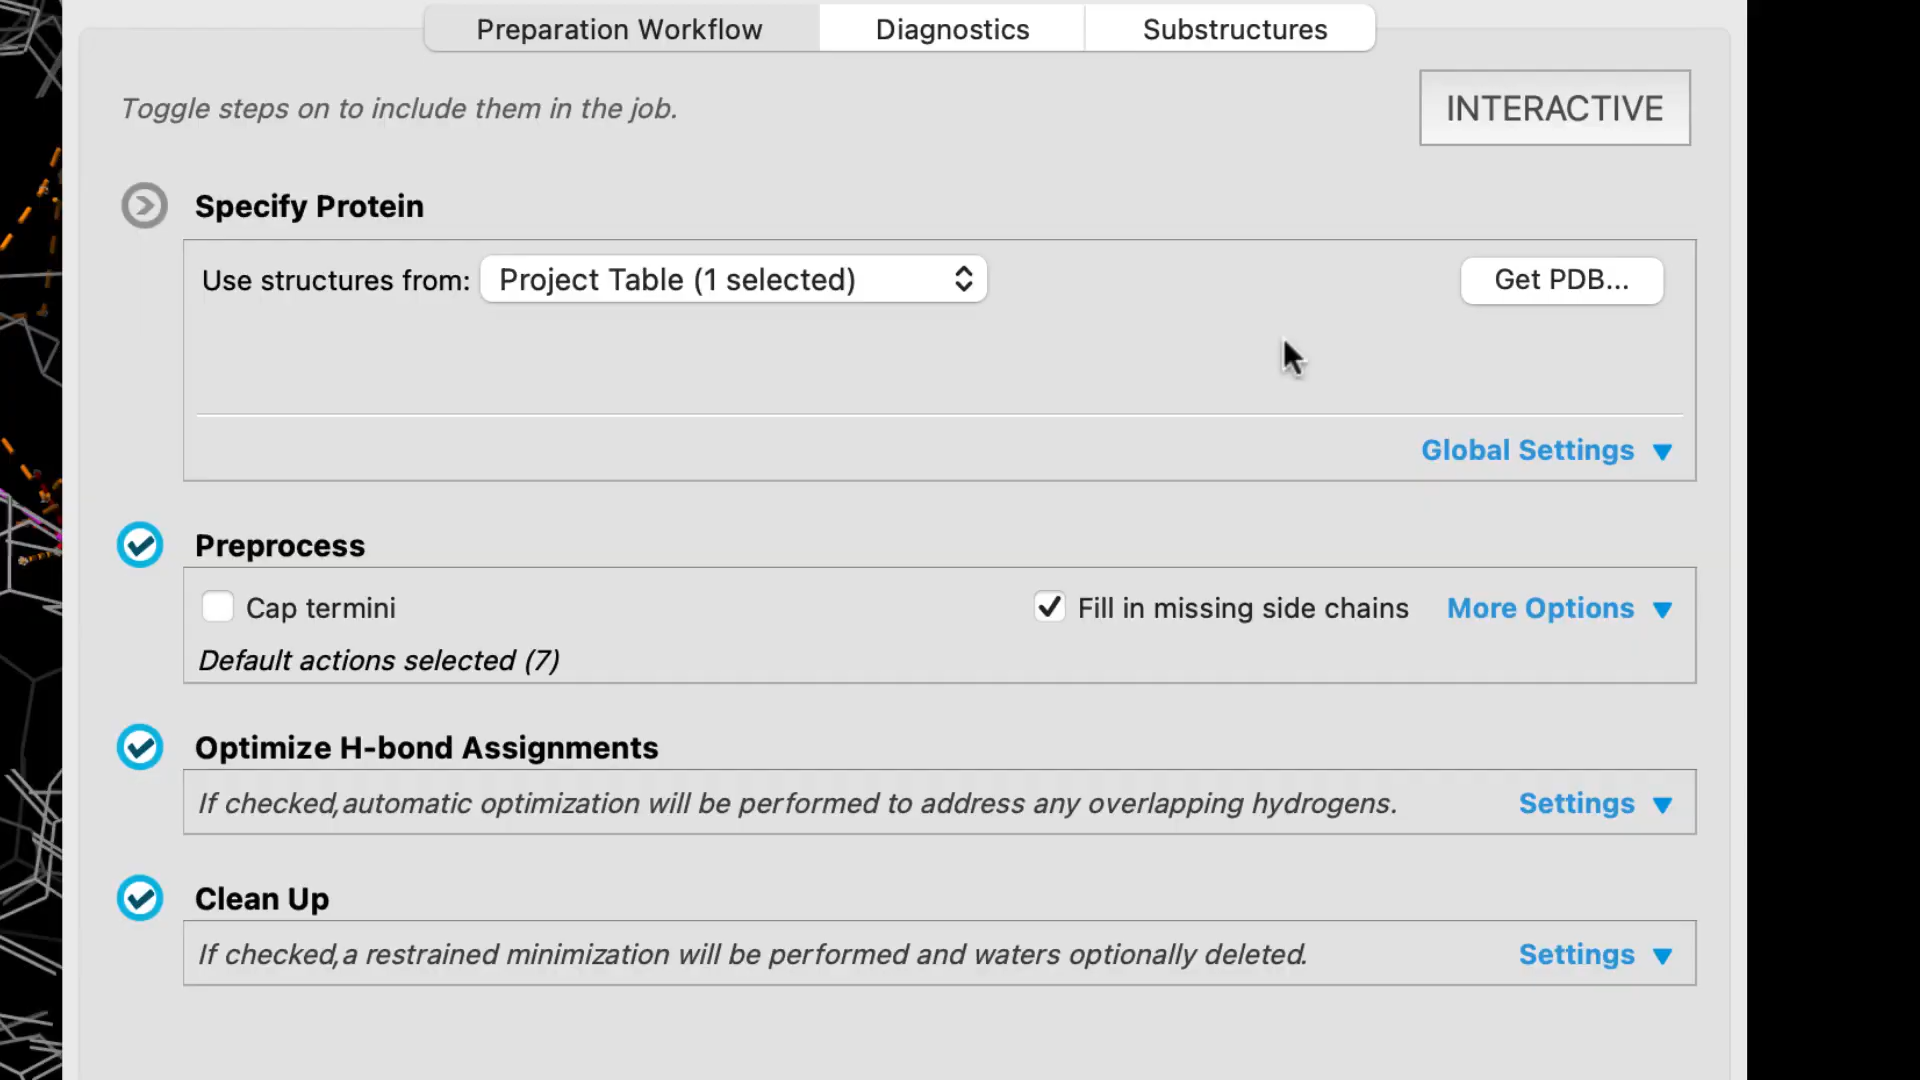 Preparation Workflow Diagnostics Substructures
Toggle steps on to include them in the job.
INTERACTIVE
Specify Protein
Use structures from: Project Table (1 selected) Get PDB...
Global Settings
Preprocess
Cap termini Fill in missing side chains More Options
Default actions selected (7)
Optimize H-bond Assignments
If checked, automatic optimization will be performed to address any overlapping hydrogens. Settings
Clean Up
If checked, a restrained minimization will be performed and waters optionally deleted. Settings